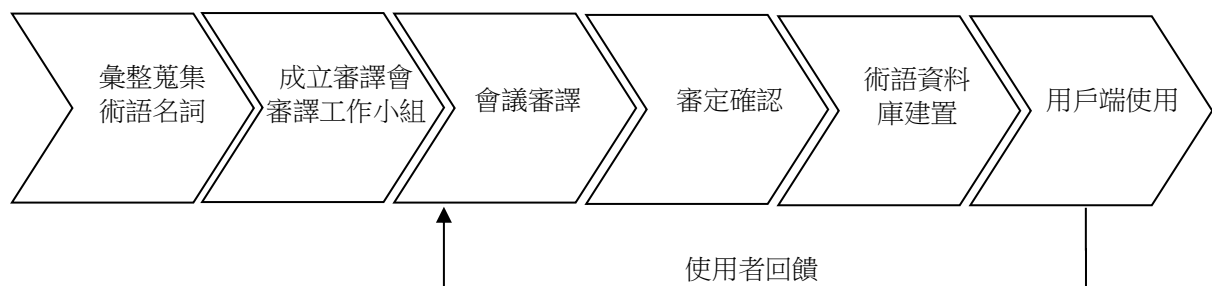 彙整蒐集
術語名詞
成立審譯會
審譯工作小組
會議審譯
審定確認
術語資料
庫建置
用戶端使用
使用者回饋